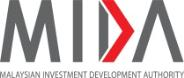 MIDA
MALAYSIAN INVESTMENT DEVELOPMENT AUTHORITY